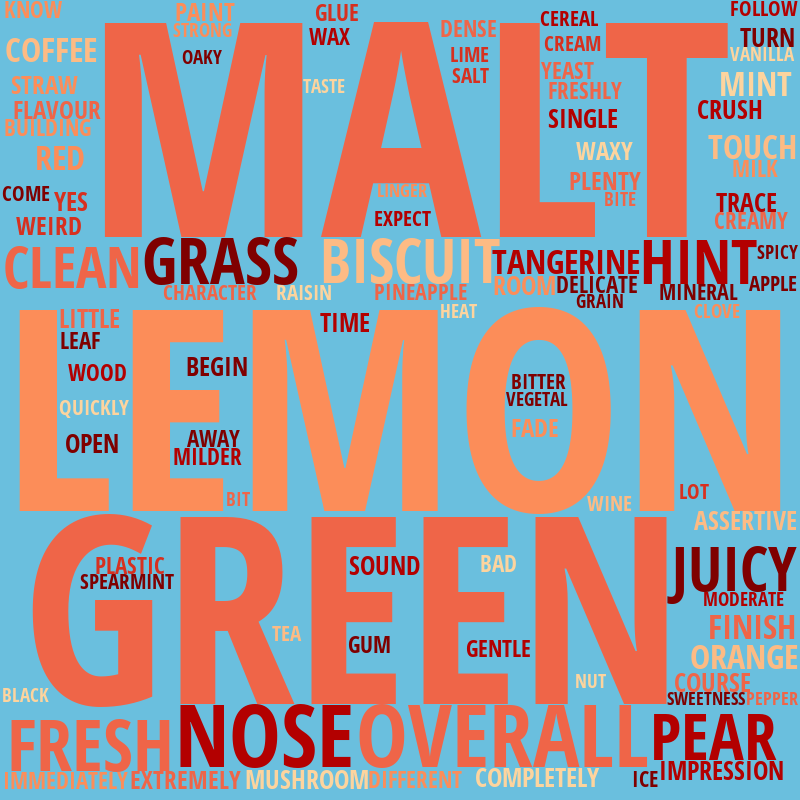 KNOW
PAINT
GLUE
CEREAL
FOLLOW
STRONG
DENSE
COFFEE
WAX
CREAM
TURN
OAKY
LIME
VANILLA
MALT
STRAW
TASTE
SALT
YEAST
MINT
FLAVOUR
FRESHLY
CRUSH
BUILDING
SINGLE
RED
WAXY
TOUCH
MILK
COME
YES
LINGER
PLENTY
BITE
TRACE
WEIRD
EXPECT
CREAMY
CLEAN
GRASS
BISCUIT
TANGERINE
HINT
SPICY
CHARACTER
RAISIN
PINEAPPLE
ROOM
DELICATE
MINERAL
APPLE
GRAIN
LITTLE
TIME
HEAT
CLOVE
LEAF
WOOD
BEGIN
BITTER
QUICKLY
VEGETAL
LEMON
OPEN
AWAY
FADE
MILDER
BIT
WINE
LOT
ASSERTIVE
PLASTIC
SOUND
BAD
JUICY
SPEARMINT
MODERATE
GREEN
TEA
GUM
GENTLE
FINISH
ORANGE
BLACK
NUT
COURSE
SWEETNESS
PEPPER
FRESH
NOSE
OVERALL
PEAR
IMMEDIATELY
EXTREMELY
MUSHROOM
DIFFERENT
COMPLETELY
ICE
IMPRESSION